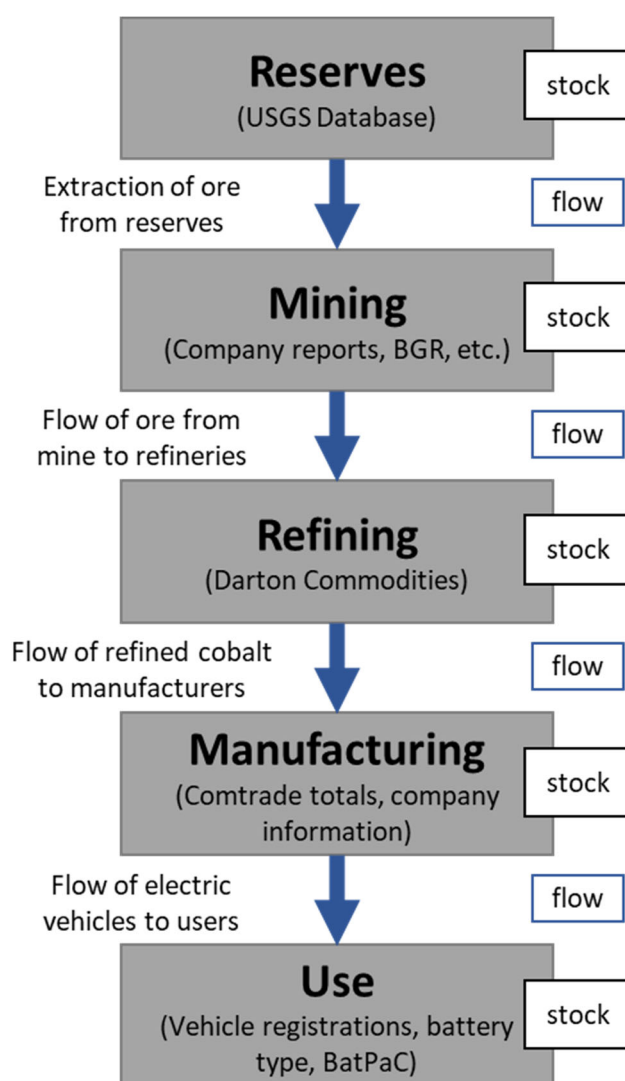 Reserves
(USGS Database)
stock
Extraction of ore
from reserves
flow
Mining
(Company reports, BGR, etc.)
stock
Flow of ore from
mine to refineries
flow
Refining
(Darton Commodities)
stock
Flow of refined cobalt
to manufacturers
flow
Manufacturing
(Comtrade totals, company
information)
stock
Flow of electric
vehicles to users
flow
Use
(Vehicle registrations, battery
type, BatPaC)
stock